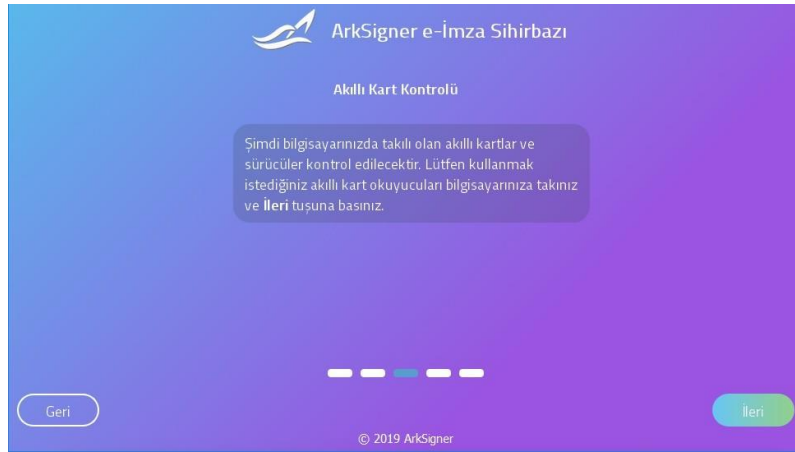 ArkSigner e-İmza Sihirbazı
Akıllı Kart Kontrolü
Şimdi bilgisayarınızda takılı olan akıllı kartlar ve
sürücüler kontrol edilecektir. Lütfen kullanmak
istediğiniz akıllı kart okuyucuları bilgisayarınıza takınız
ve İleri tuşuna basınız.
Geri
İleri
© 2019 ArkSigner